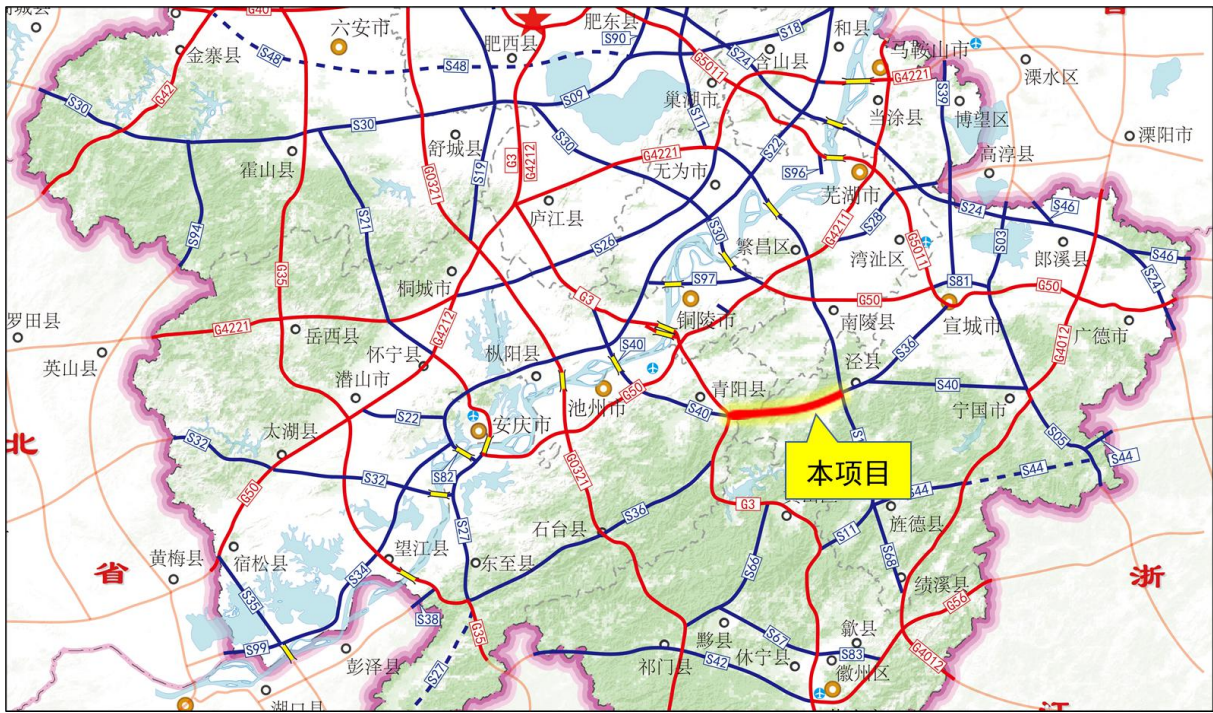 G40
六安市
肥东县
S90
S18
和县
金寨县
S48
肥西县
S48
G5011
S24
含山县
马鞍山市
溧水区
G42
S30
S09
巢湖市
G4221
S39
当涂县
博望区
S30
S30
S11
S22
溧阳市
霍山县
舒城县
G3
G4212
G4221
无为市
S96
芜湖市
高淳县
G0321
S19
S21
S94
庐江县
S26
S30
繁昌区
G4211
S28
湾沚区
G5011
S24
S46
S03
郎溪县
S46
S24
G35
桐城市
G3
S97
S81
G50
罗田县
G4221
岳西县
G4212
铜陵市
G50
南陵县
宣城市
G50
G4012
广德市
英山县
怀宁县
枞阳县
S40
S36
泾县
潜山市
池州市
G50
青阳县
S40
S40
宁国市
北
太湖县
S22
安庆市
本项目
S05
S32
S32
S82
G0321
S44
S44
S44
G50
S27
石台县
S36
G3
旌德县
黄梅县
宿松县
望江县
东至县
S11
S66
S68
省
S35
S34
绩溪县
浙
S38
G35
G56
S99
S27
彭泽县
黟县
S67
歙县
祁门县
S42
休宁县
S83
徽州区
G4012
湖口县
江